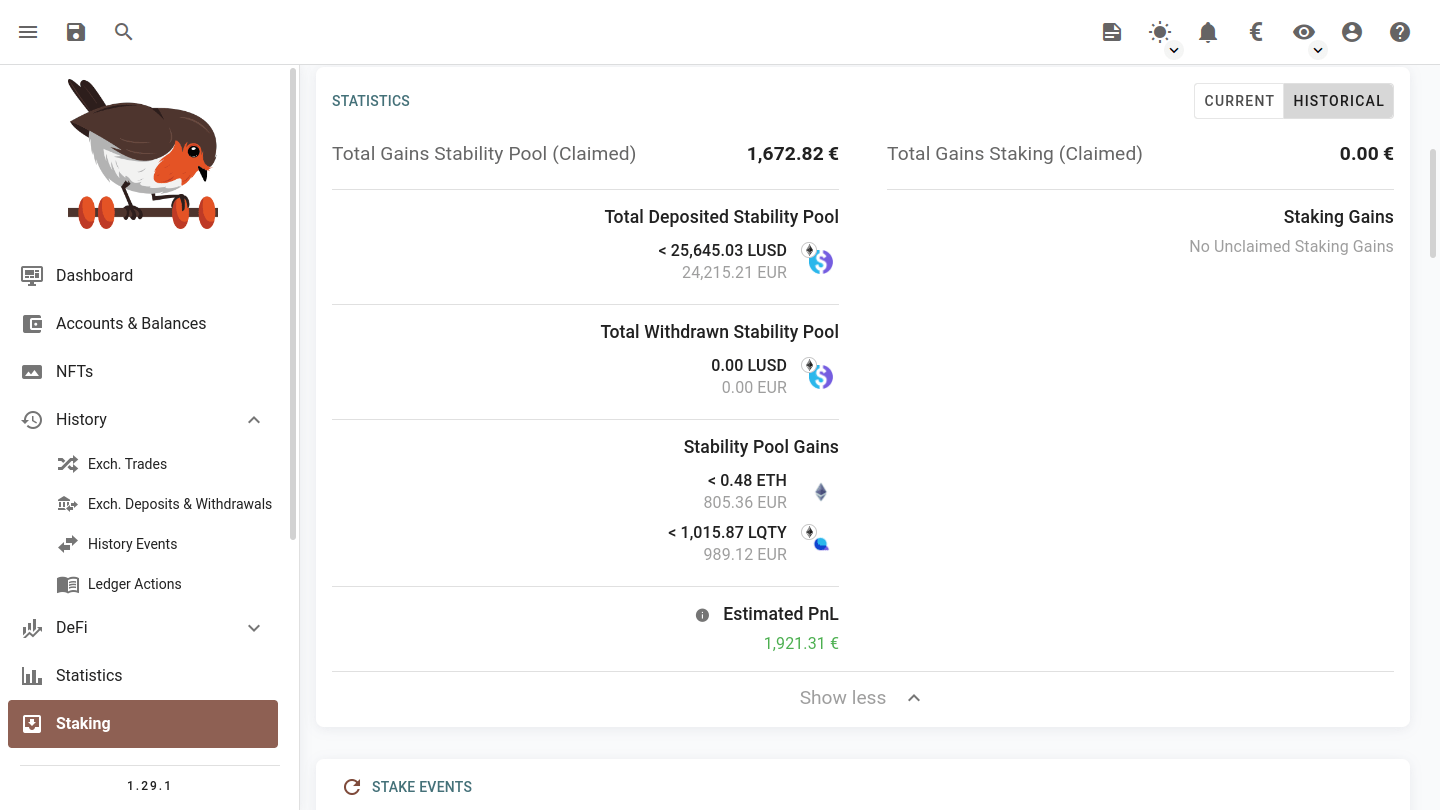 STATISTICS
CURRENT
HISTORICAL
Total Gains Stability Pool (Claimed)
1,672.82 €
Total Gains Staking (Claimed)
0.00 €
Total Deposited Stability Pool
< 25,645.03 LUSD
24,215.21 EUR
Total Withdrawn Stability Pool
0.00 LUSD
0.00 EUR
Stability Pool Gains
< 0.48 ETH
805.36 EUR
< 1,015.87 LQTY
989.12 EUR
Estimated PnL
1,921.31 €
Staking Gains
No Unclaimed Staking Gains
Show less
STAKE EVENTS
Dashboard
Accounts & Balances
NFTs
History
Exch. Trades
Exch. Deposits & Withdrawals
History Events
Ledger Actions
DeFi
Statistics
Staking
1.29.1